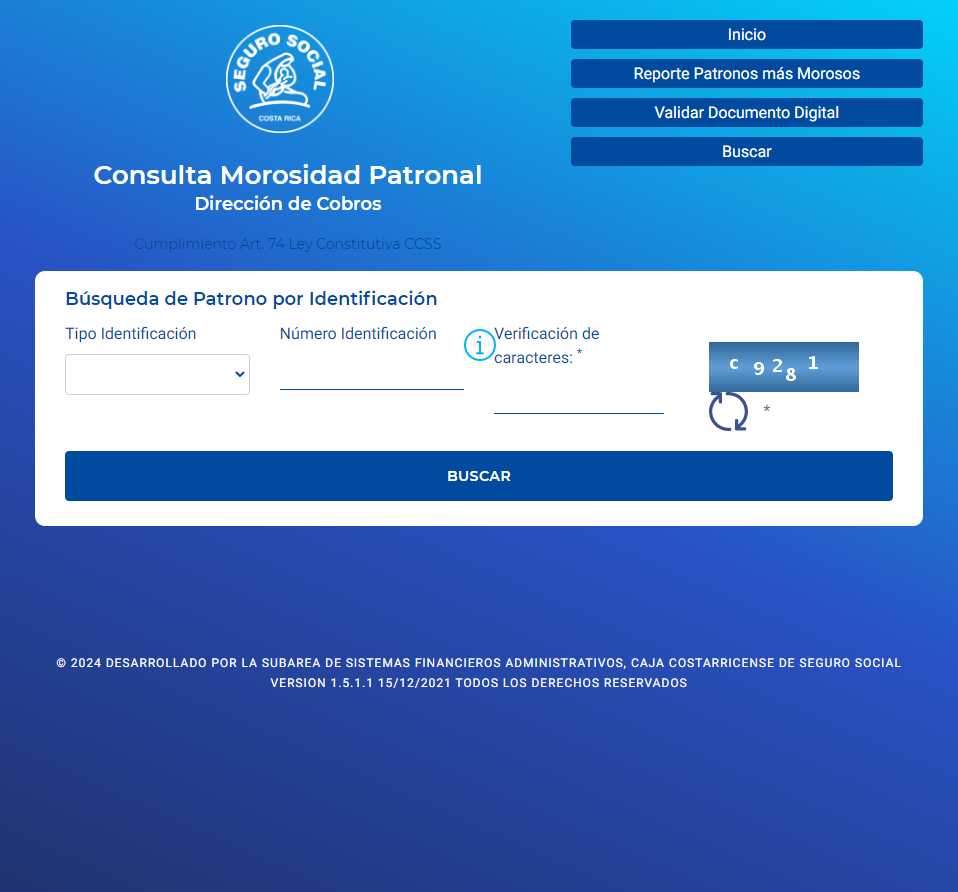 SEGURO SOCIAL
COSTA RICA
Inicio
Reporte Patronos más Morosos
Validar Documento Digital
Buscar
Consulta Morosidad Patronal
Dirección de Cobros
Cumplimiento Art. 74 Ley Constitutiva CCSS
Búsqueda de Patrono por Identificación
Tipo Identificación
Número Identificación
i
Verificación de
caracteres: *
c 9 2 8 1
*
BUSCAR
© 2024 DESARROLLADO POR LA SUBAREA DE SISTEMAS FINANCIEROS ADMINISTRATIVOS, CAJA COSTARRICENSE DE SEGURO SOCIAL
VERSION 1.5.1.1 15/12/2021 TODOS LOS DERECHOS RESERVADOS